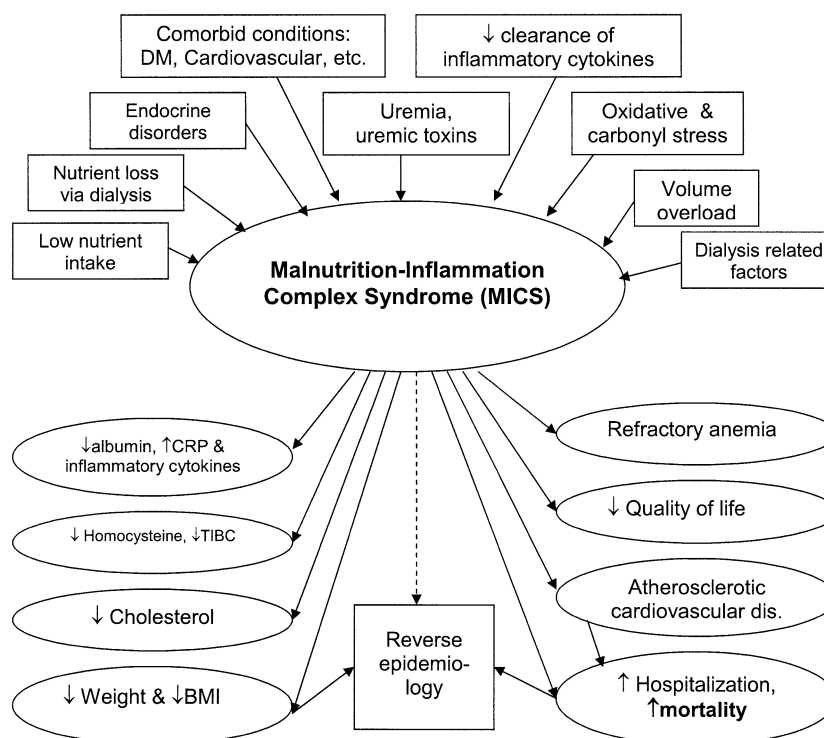 Comorbid conditions:
DM, Cardiovascular, etc.
↓ clearance of
inflammatory cytokines
Endocrine
disorders
Uremia,
uremic toxins
Oxidative &
carbonyl stress
Nutrient loss
via dialysis
Volume
overload
Low nutrient
intake
Dialysis related
factors
Malnutrition-Inflammation
Complex Syndrome (MICS)
↓albumin, ↑CRP &
inflammatory cytokines
Refractory anemia
↓ Homocysteine, ↓TIBC
↓ Quality of life
↓ Cholesterol
Atherosclerotic
cardiovascular dis.
Reverse
epidemio-
logy
↓ Weight & ↓BMI
↑ Hospitalization,
↑mortality